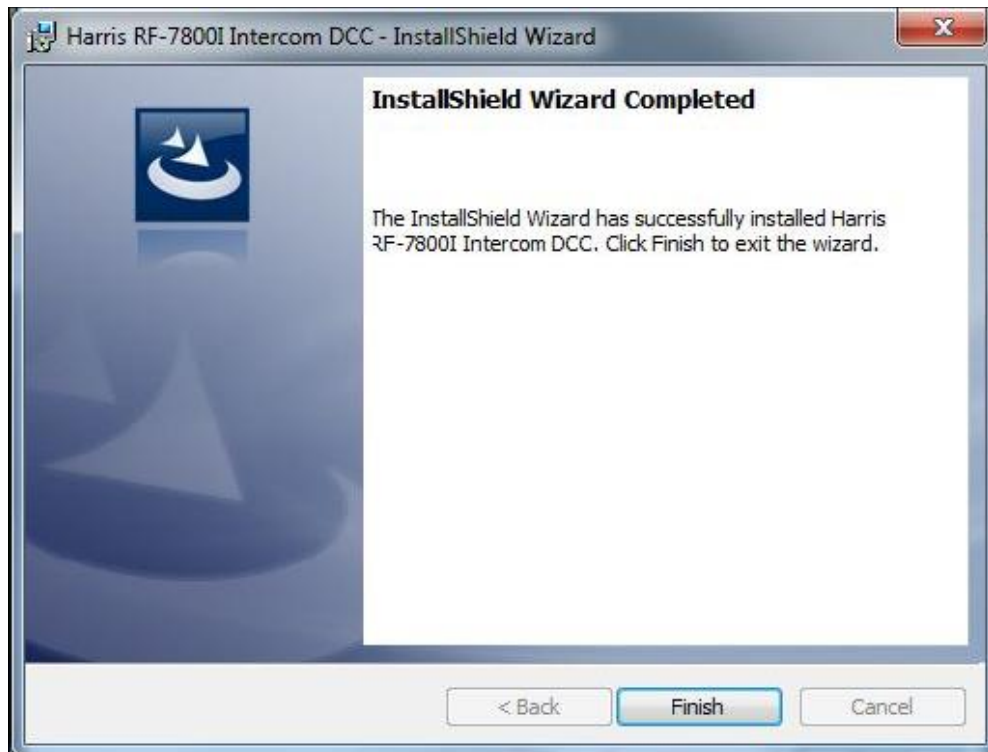 Harris RF-7800I Intercom DCC - InstallShield Wizard
InstallShield Wizard Completed
The InstallShield Wizard has successfully installed Harris
RF-7800I Intercom DCC. Click Finish to exit the wizard.
< Back
Finish
Cancel